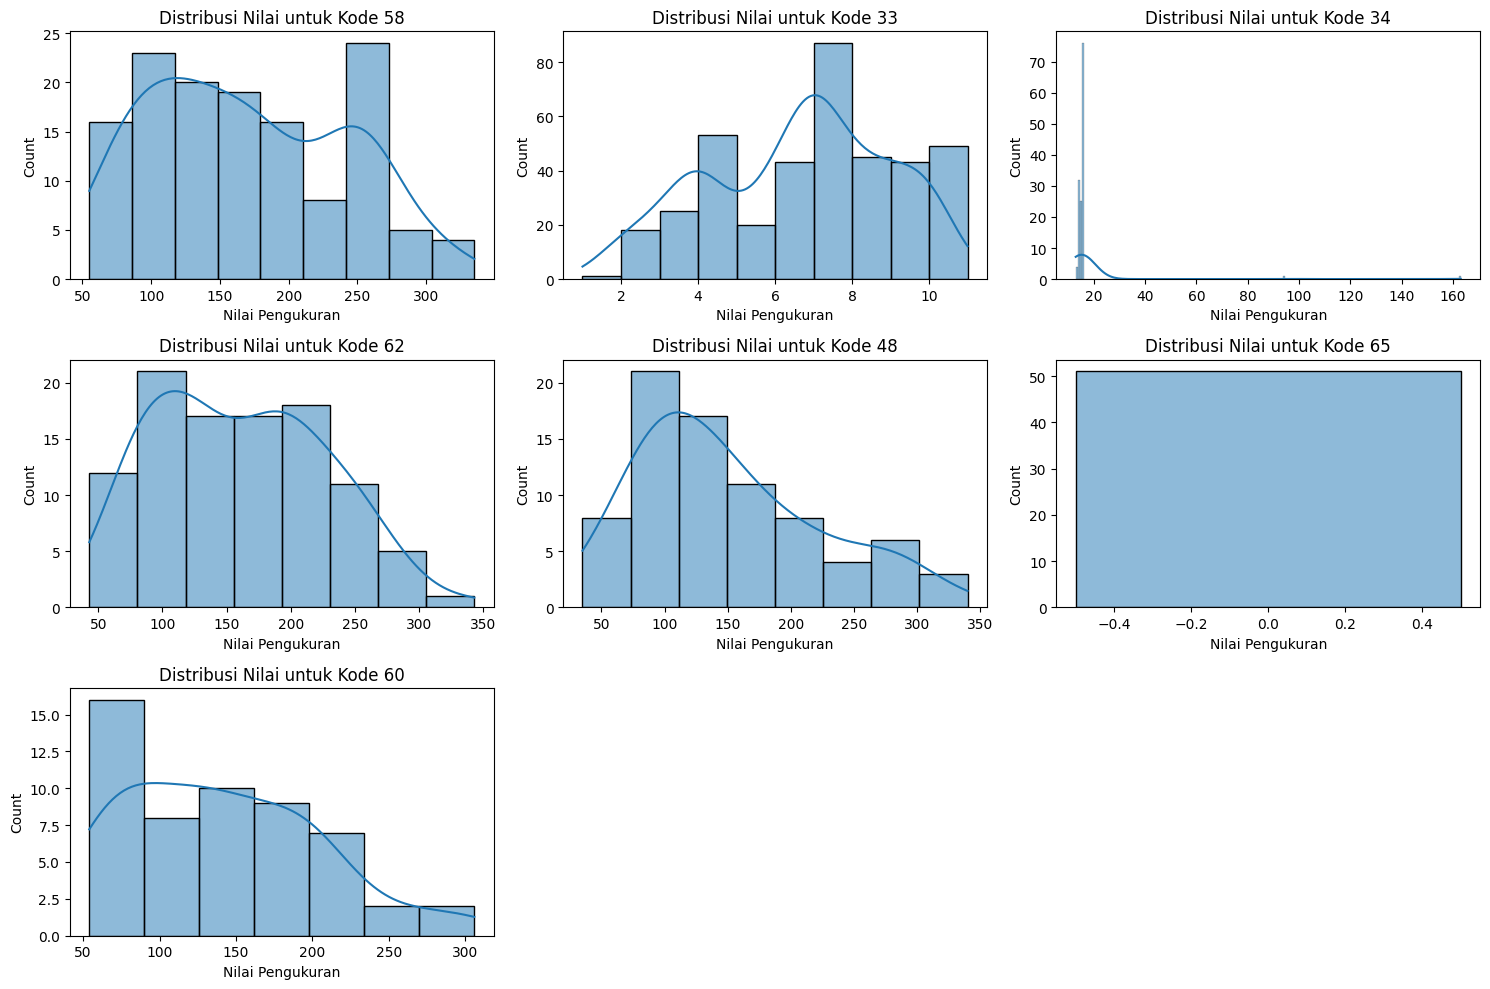 Distribusi Nilai untuk Kode 58
Count
0
5
10
15
20
25
50 100 150 200 250 300
Nilai Pengukuran
Distribusi Nilai untuk Kode 33
Count
0
20
40
60
80
2 4 6 8 10
Nilai Pengukuran
Distribusi Nilai untuk Kode 34
Count
0
10
20
30
40
50
60
70
20 40 60 80 100 120 140 160
Nilai Pengukuran
Distribusi Nilai untuk Kode 62
Count
0
5
10
15
20
50 100 150 200 250 300 350
Nilai Pengukuran
Distribusi Nilai untuk Kode 48
Count
0
5
10
15
20
50 100 150 200 250 300 350
Nilai Pengukuran
Distribusi Nilai untuk Kode 65
Count
0
10
20
30
40
50
−0.4 −0.2 0.0 0.2 0.4
Nilai Pengukuran
Distribusi Nilai untuk Kode 60
Count
0.0
2.5
5.0
7.5
10.0
12.5
15.0
50 100 150 200 250 300
Nilai Pengukuran